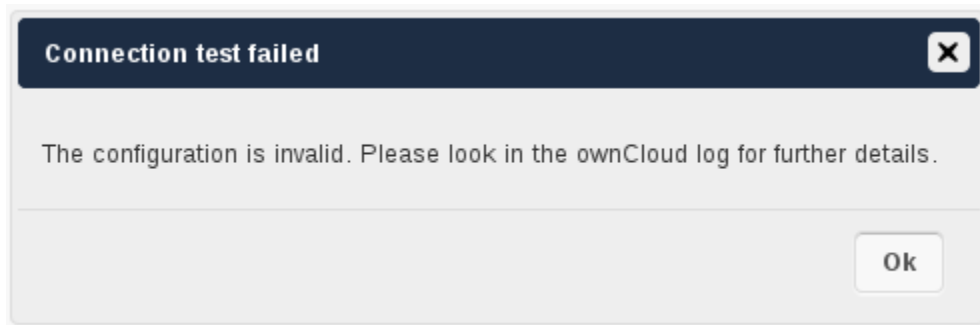 Connection test failed
The configuration is invalid. Please look in the ownCloud log for further details.
Ok